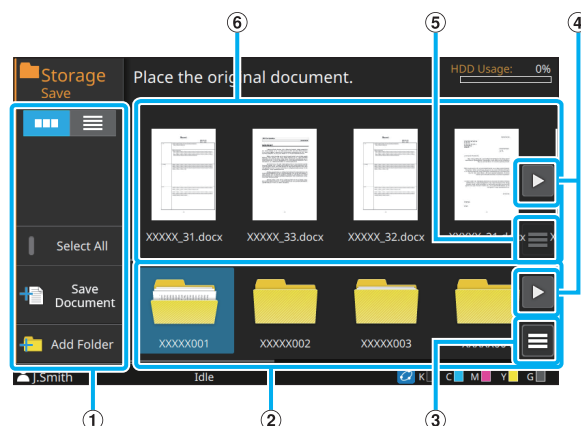 ⑥ ⑤ ④
Storage
Save
Place the original document.
HDD Usage: 0%
XXXXX_31.docx XXXXX_33.docx XXXXX_32.docx
Select All
Save
Document
Add Folder
XXXXX001 XXXXX002 XXXXX003
J.Smith Idle K C M Y G
① ② ③